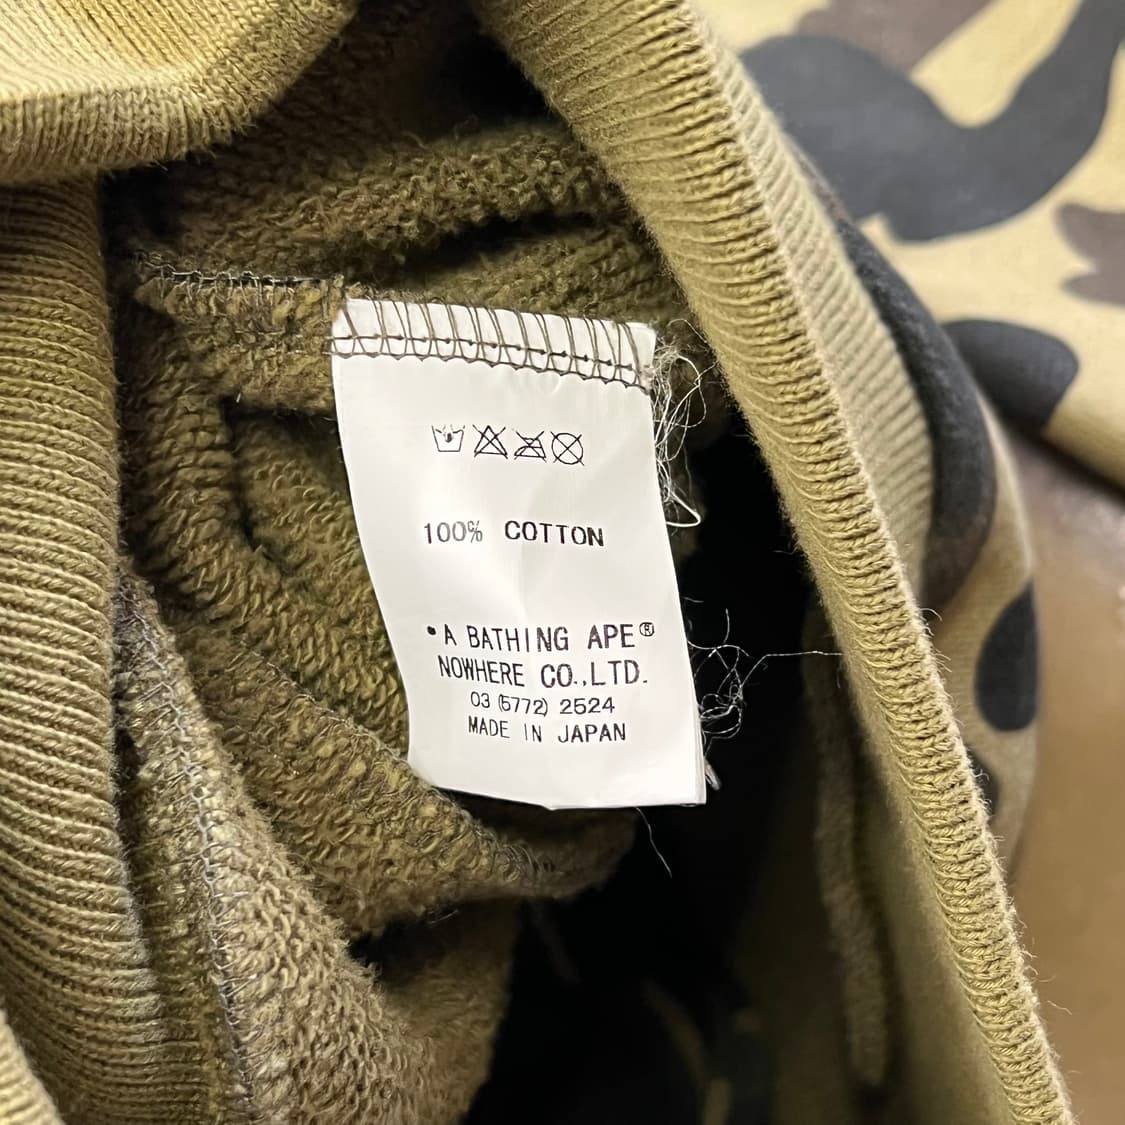 100% COTTON
•A BATHING APE®
NOWHERE CO.,LTD.
03 (5772) 2524
MADE IN JAPAN